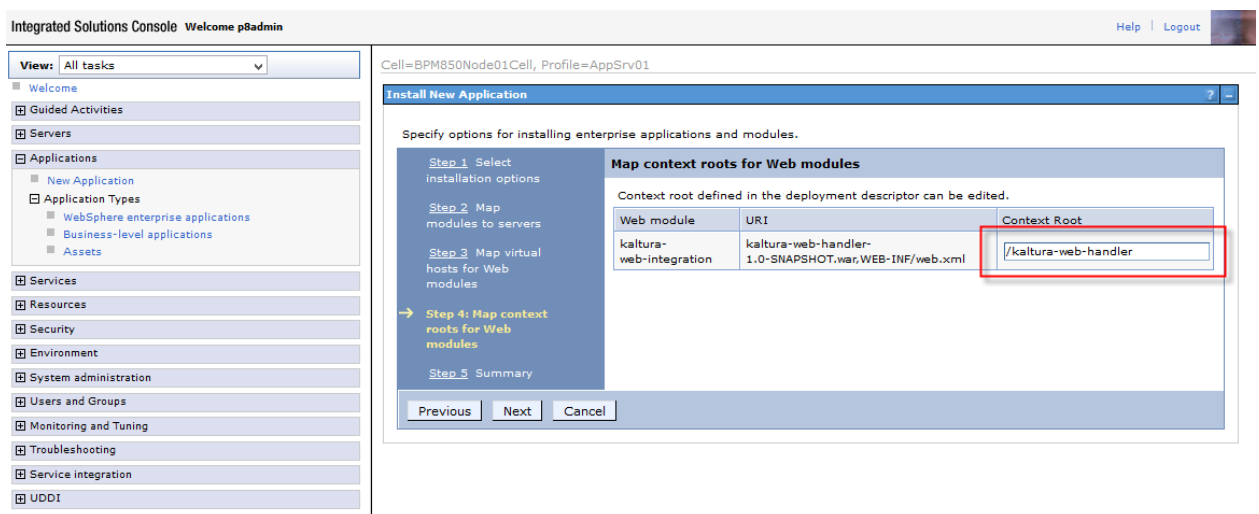 Integrated Solutions Console Welcome p8admin
Help | Logout
View: All tasks
Welcome
Guided Activities
Servers
Applications
New Application
Application Types
WebSphere enterprise applications
Business-level applications
Assets
Services
Resources
Security
Environment
System administration
Users and Groups
Monitoring and Tuning
Troubleshooting
Service integration
UDDI
Cell=BPM850Node01Cell, Profile=AppSrv01
Install New Application
? -
Specify options for installing enterprise applications and modules.
Step 1 Select
installation options
Step 2 Map
modules to servers
Step 3 Map virtual
hosts for Web
modules
Step 4: Map context
roots for Web
modules
Step 5 Summary
Map context roots for Web modules
Context root defined in the deployment descriptor can be edited.
Web module URI Context Root
kaltura-
web-integration
kaltura-web-handler-
1.0-SNAPSHOT.war,WEB-INF/web.xml
/kaltura-web-handler
Previous Next Cancel